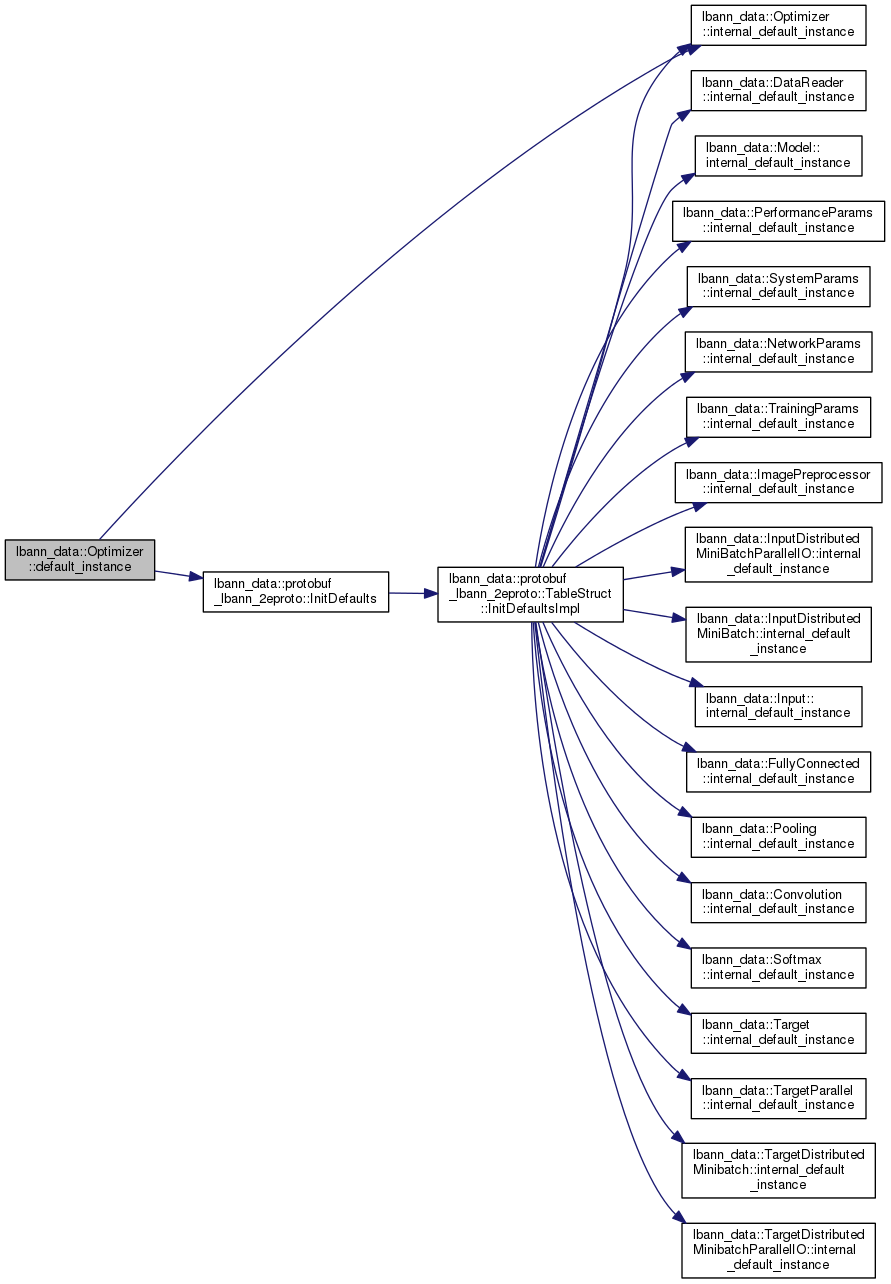 lbann_data::Optimizer
::default_instance
lbann_data::protobuf
_lbann_2eproto::InitDefaults
lbann_data::protobuf
_lbann_2eproto::TableStruct
::InitDefaultsImpl
lbann_data::Optimizer
::internal_default_instance
lbann_data::DataReader
::internal_default_instance
lbann_data::Model::
internal_default_instance
lbann_data::PerformanceParams
::internal_default_instance
lbann_data::SystemParams
::internal_default_instance
lbann_data::NetworkParams
::internal_default_instance
lbann_data::TrainingParams
::internal_default_instance
lbann_data::ImagePreprocessor
::internal_default_instance
lbann_data::InputDistributed
MiniBatchParallelIO::internal
_default_instance
lbann_data::InputDistributed
MiniBatch::internal_default
_instance
lbann_data::Input::
internal_default_instance
lbann_data::FullyConnected
::internal_default_instance
lbann_data::Pooling
::internal_default_instance
lbann_data::Convolution
::internal_default_instance
lbann_data::Softmax
::internal_default_instance
lbann_data::Target
::internal_default_instance
lbann_data::TargetParallel
::internal_default_instance
lbann_data::TargetDistributed
Minibatch::internal_default
_instance
lbann_data::TargetDistributed
MinibatchParallelIO::internal
_default_instance